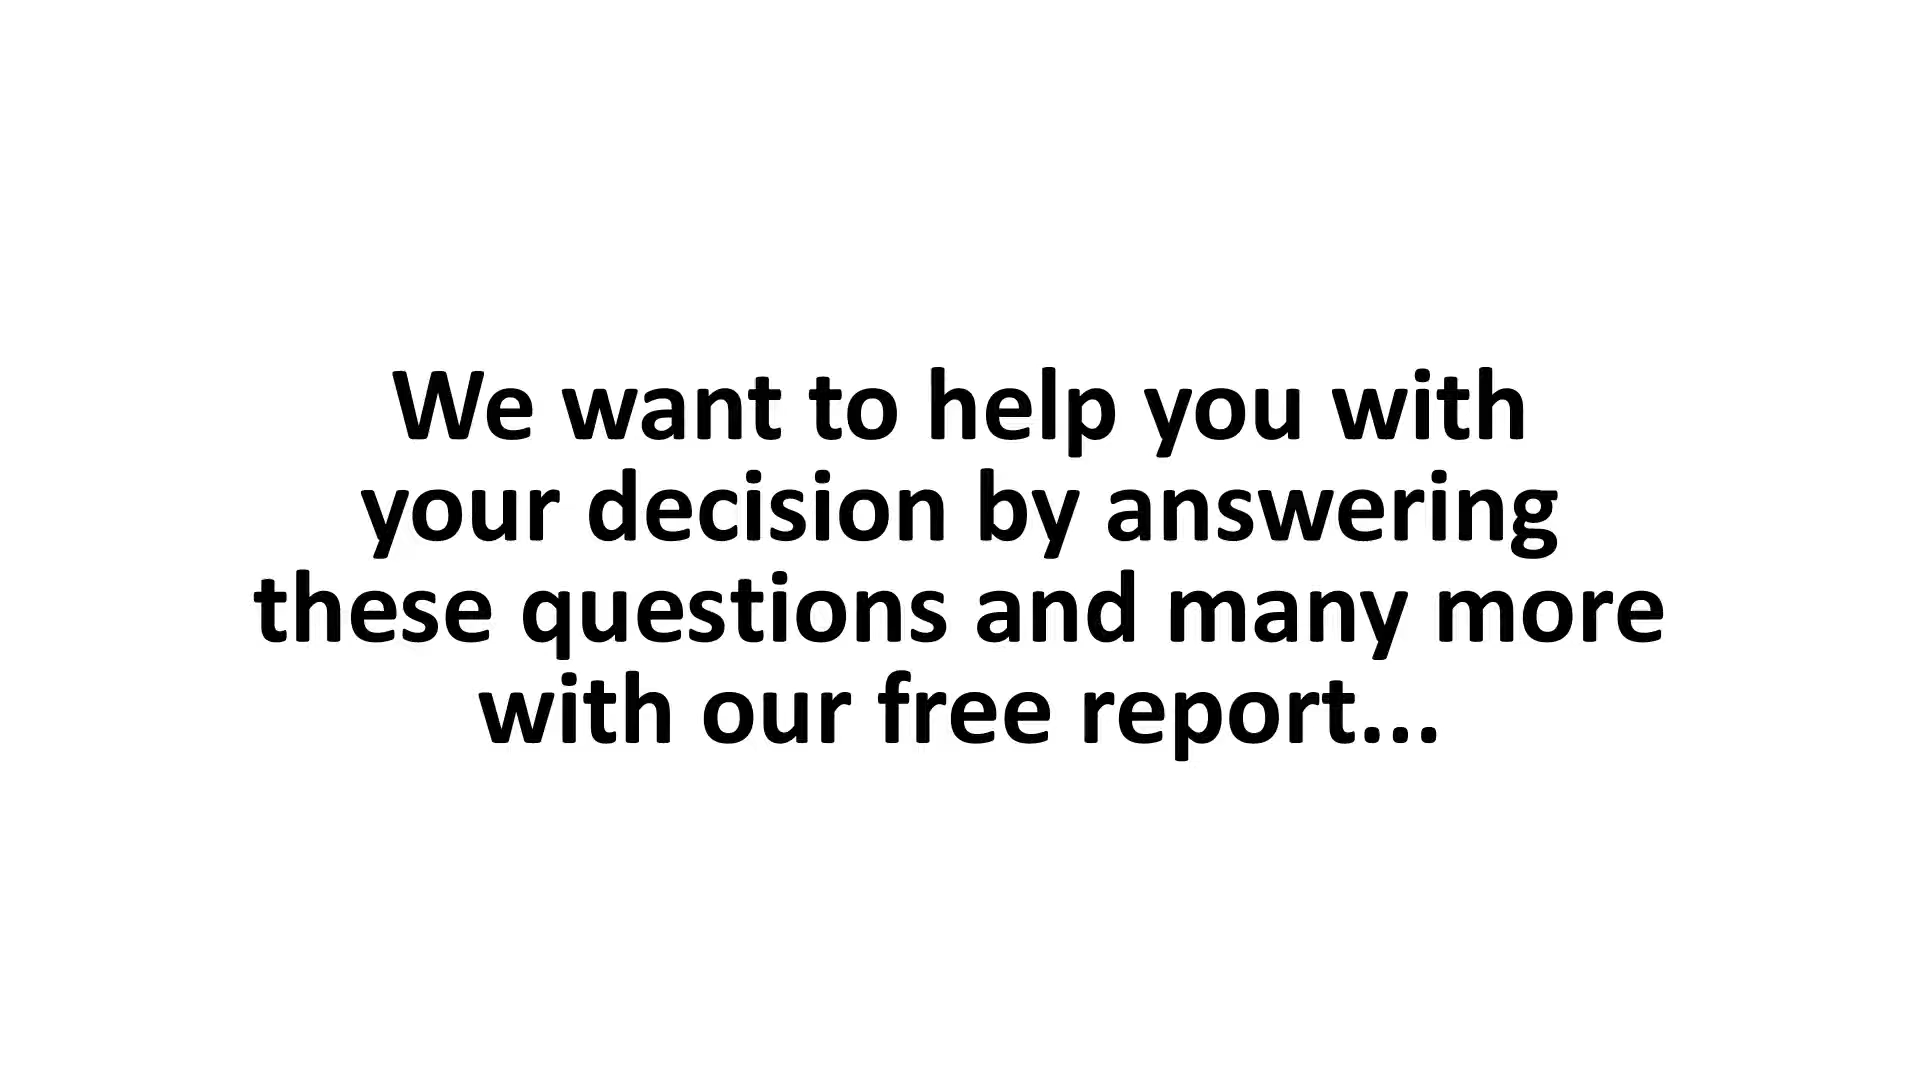 We want to help you with
your decision by answering
these questions and many more
with our free report...